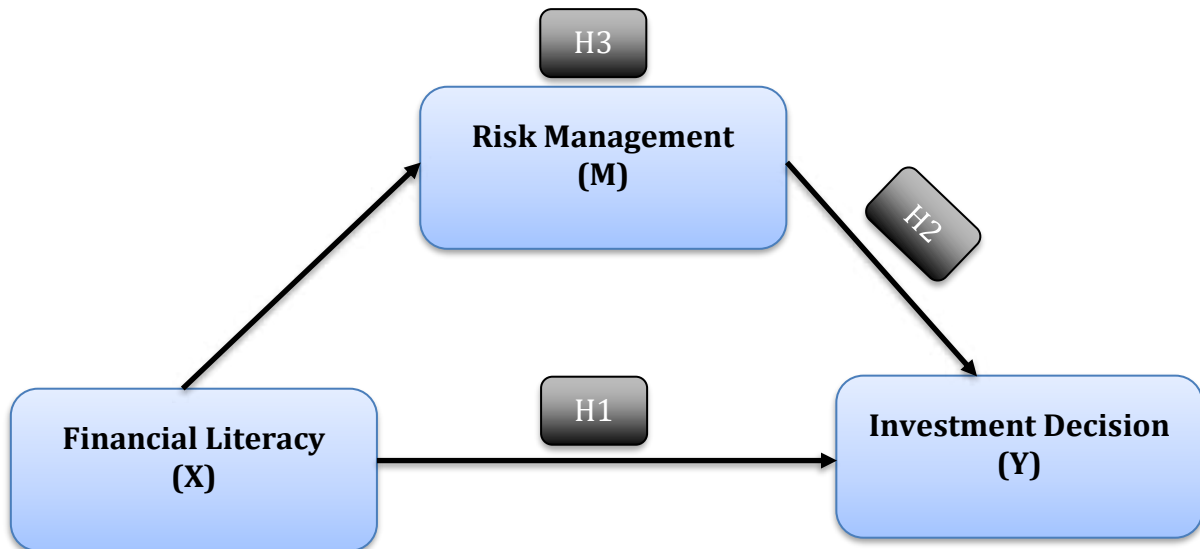 H3
Risk Management
(M)
H2
H1
Financial Literacy
(X)
Investment Decision
(Y)